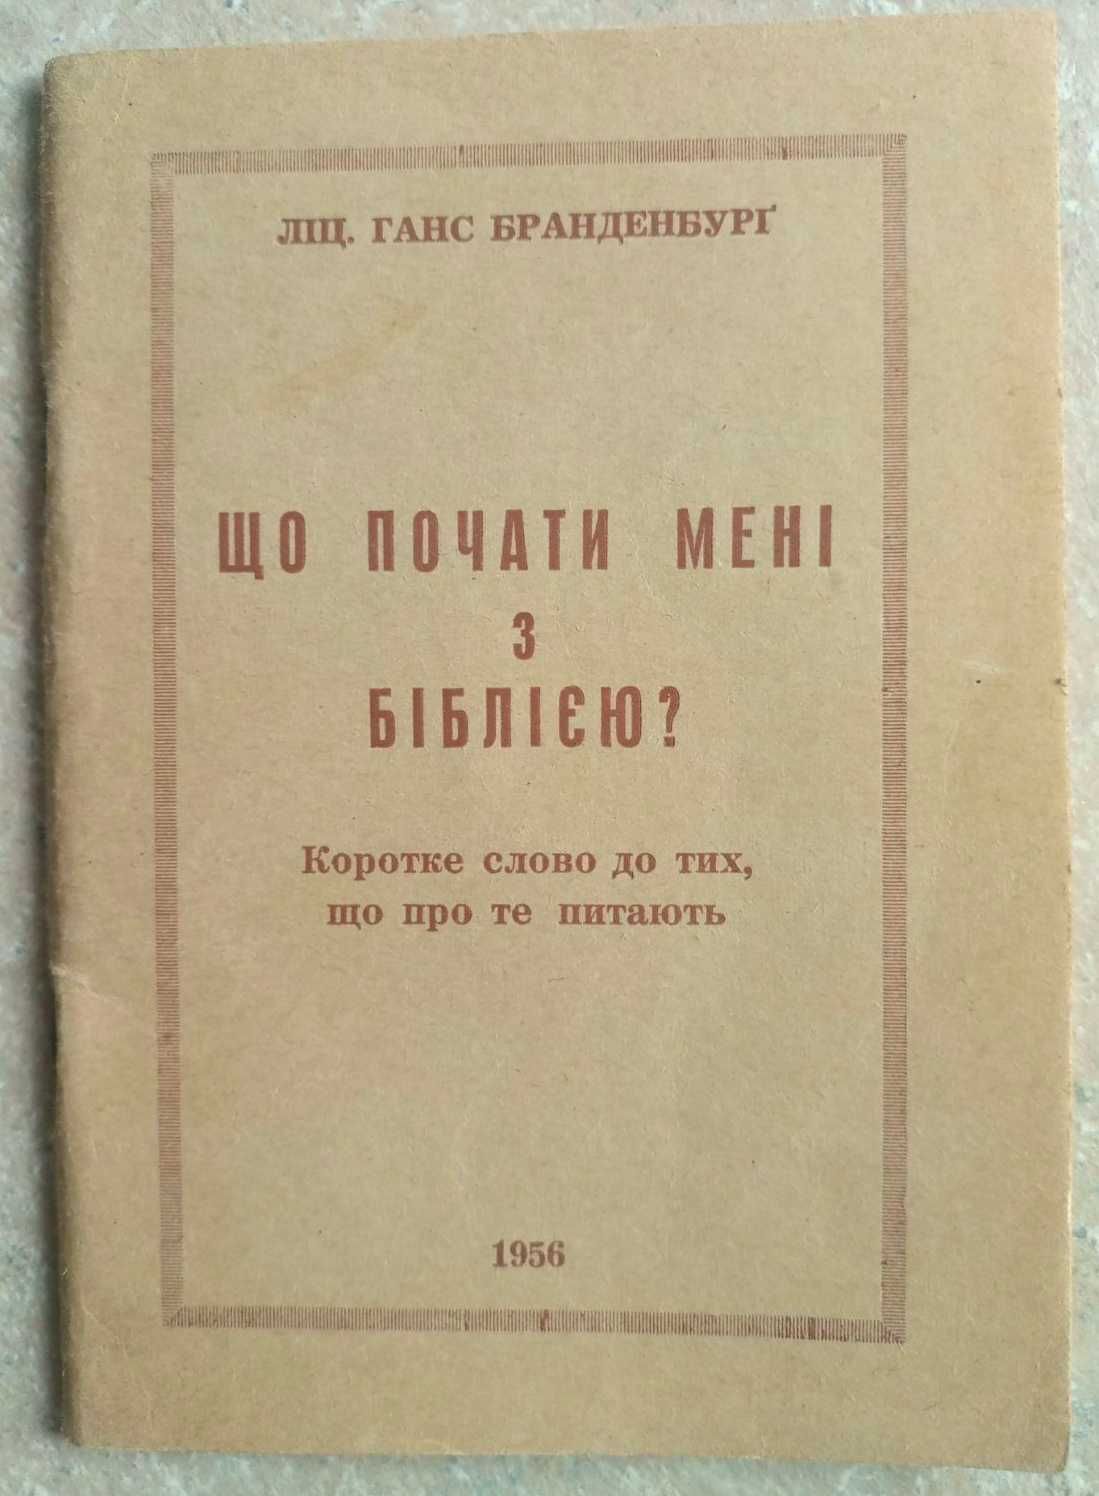 ЛІЦ. ГАНС БРАНДЕНБУРҐ
ЩО ПОЧАТИ МЕНІ
З
БІБЛІЄЮ?
Коротке слово до тих,
що про те питають
1956